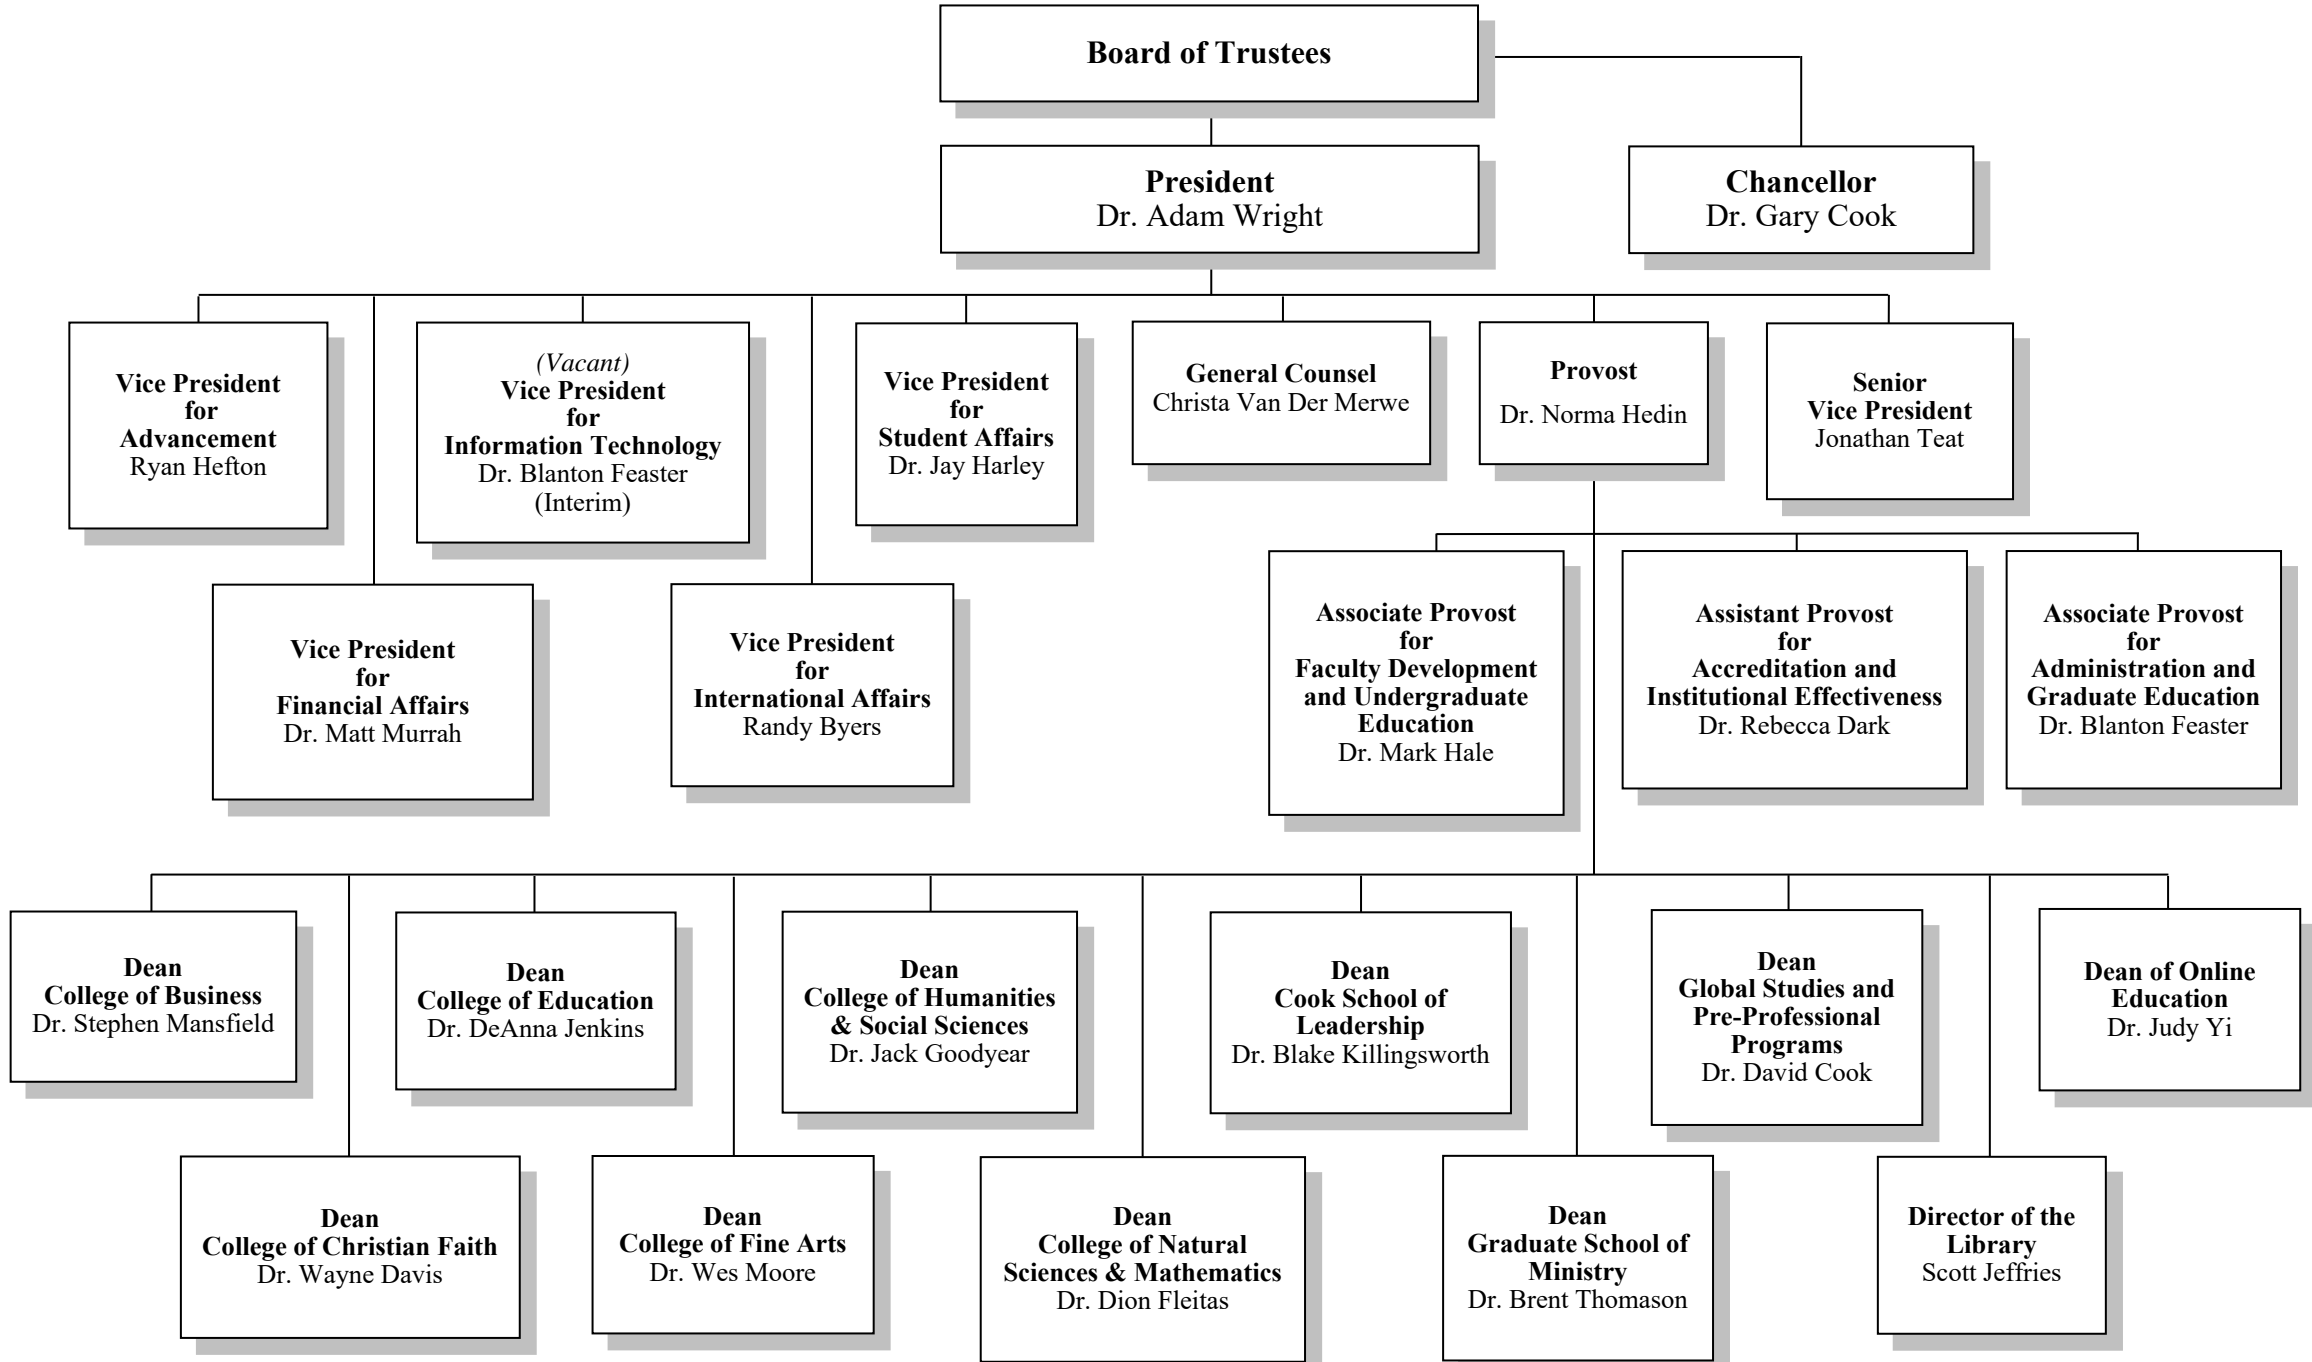 Board of Trustees
President
Dr. Adam Wright
Chancellor
Dr. Gary Cook
Vice President
for
Advancement
Ryan Hefton
(Vacant)
Vice President
for
Information Technology
Dr. Blanton Feaster
(Interim)
Vice President
for
Student Affairs
Dr. Jay Harley
General Counsel
Christa Van Der Merwe
Provost
Dr. Norma Hedin
Senior
Vice President
Jonathan Teat
Vice President
for
Financial Affairs
Dr. Matt Murrah
Vice President
for
International Affairs
Randy Byers
Associate Provost
for
Faculty Development
and Undergraduate
Education
Dr. Mark Hale
Assistant Provost
for
Accreditation and
Institutional Effectiveness
Dr. Rebecca Dark
Associate Provost
for
Administration and
Graduate Education
Dr. Blanton Feaster
Dean
College of Business
Dr. Stephen Mansfield
Dean
College of Education
Dr. DeAnna Jenkins
Dean
College of Humanities
& Social Sciences
Dr. Jack Goodyear
Dean
Cook School of
Leadership
Dr. Blake Killingsworth
Dean
Global Studies and
Pre-Professional
Programs
Dr. David Cook
Dean of Online
Education
Dr. Judy Yi
Dean
College of Christian Faith
Dr. Wayne Davis
Dean
College of Fine Arts
Dr. Wes Moore
Dean
College of Natural
Sciences & Mathematics
Dr. Dion Fleitas
Dean
Graduate School of
Ministry
Dr. Brent Thomason
Director of the
Library
Scott Jeffries